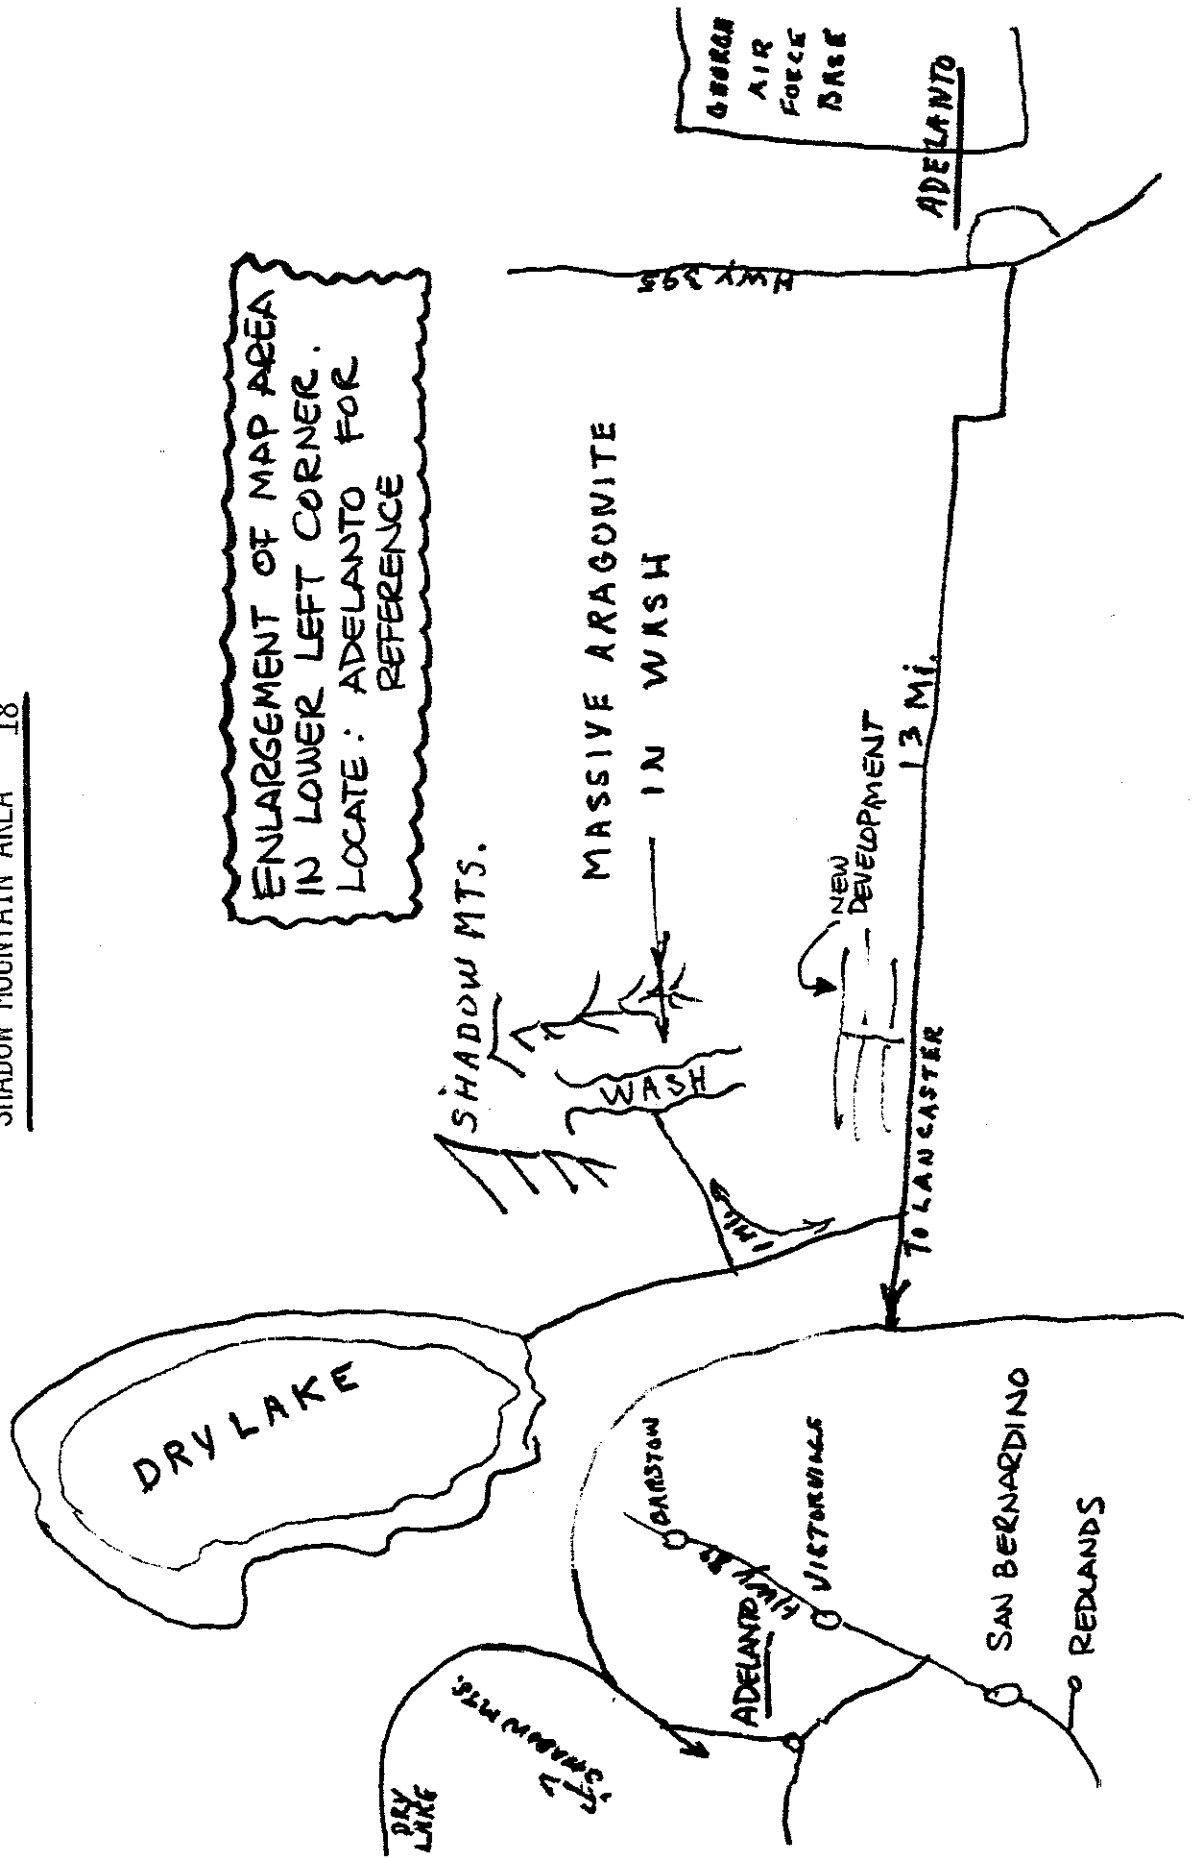 SHADOW MOUNTAIN AREA 18
ENLARGEMENT OF MAP AREA
IN LOWER LEFT CORNER.
LOCATE: ADELANTO FOR
REFERENCE
DRY LAKE
SHADOW MTS.
MASSIVE ARAGONITE
IN WASH
WASH
HWY 395
GEORGE
AIR
FORCE
BASE
ADELANTO
1 MI
NEW
DEVELOPMENT
13 Mi.
TO LANCASTER
DRY
LAKE
SHADOW MTS.
BARSTOW
HWY
ADELANTO
VICTORVILLE
SAN BERNARDINO
REDLANDS